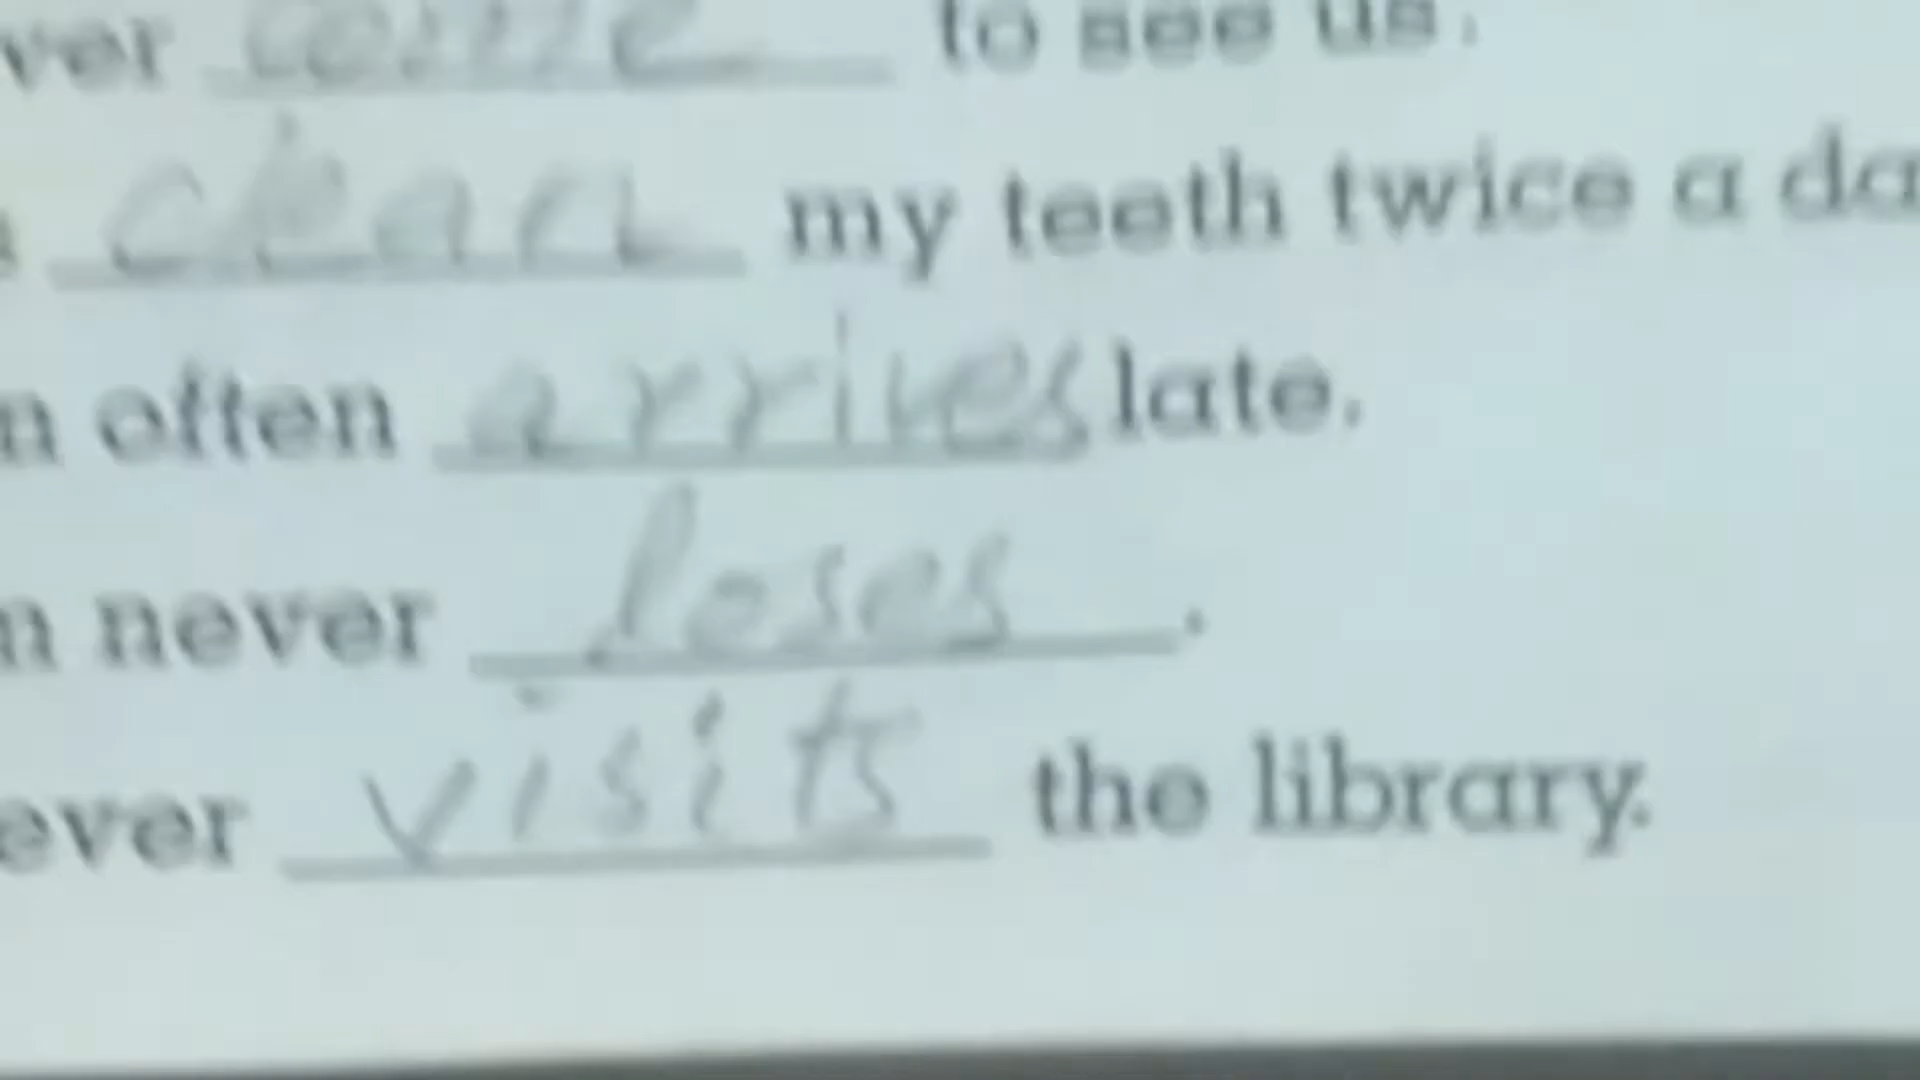 ver come to see us.
clean my teeth twice a da
n often arrives late.
n never loses.
ever visits the library.